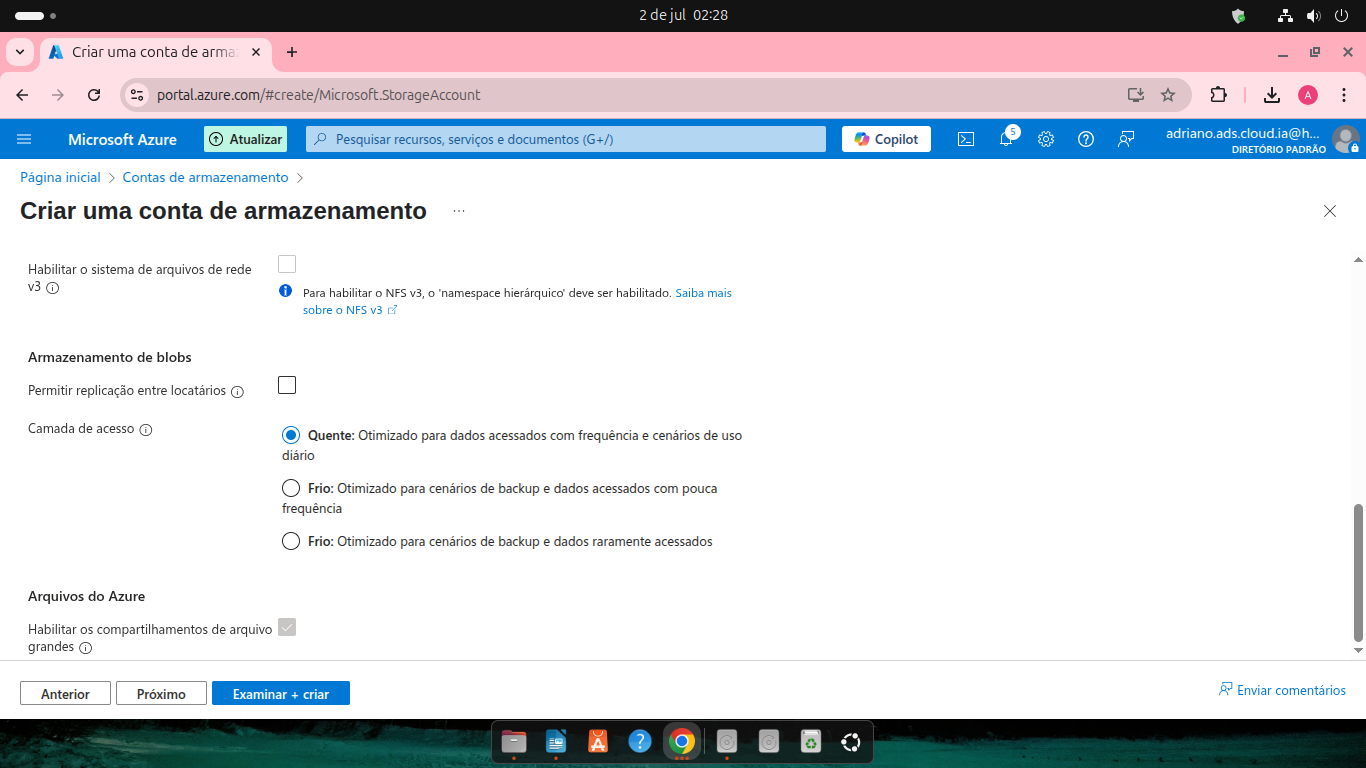 2 de jul 02:28
Criar uma conta de arma
portal.azure.com/#create/Microsoft.StorageAccount
A
Microsoft Azure
Atualizar
Pesquisar recursos, serviços e documentos (G+/)
Copilot
5
adriano.ads.cloud.ia@h...
DIRETÓRIO PADRÃO
Página inicial > Contas de armazenamento >
Criar uma conta de armazenamento ...
Habilitar o sistema de arquivos de rede
v3
Para habilitar o NFS v3, o 'namespace hierárquico' deve ser habilitado. Saiba mais
sobre o NFS v3
Armazenamento de blobs
Permitir replicação entre locatários
Camada de acesso
Quente: Otimizado para dados acessados com frequência e cenários de uso
diário
Frio: Otimizado para cenários de backup e dados acessados com pouca
frequência
Frio: Otimizado para cenários de backup e dados raramente acessados
Arquivos do Azure
Habilitar os compartilhamentos de arquivo
grandes
Anterior
Próximo
Examinar + criar
Enviar comentários